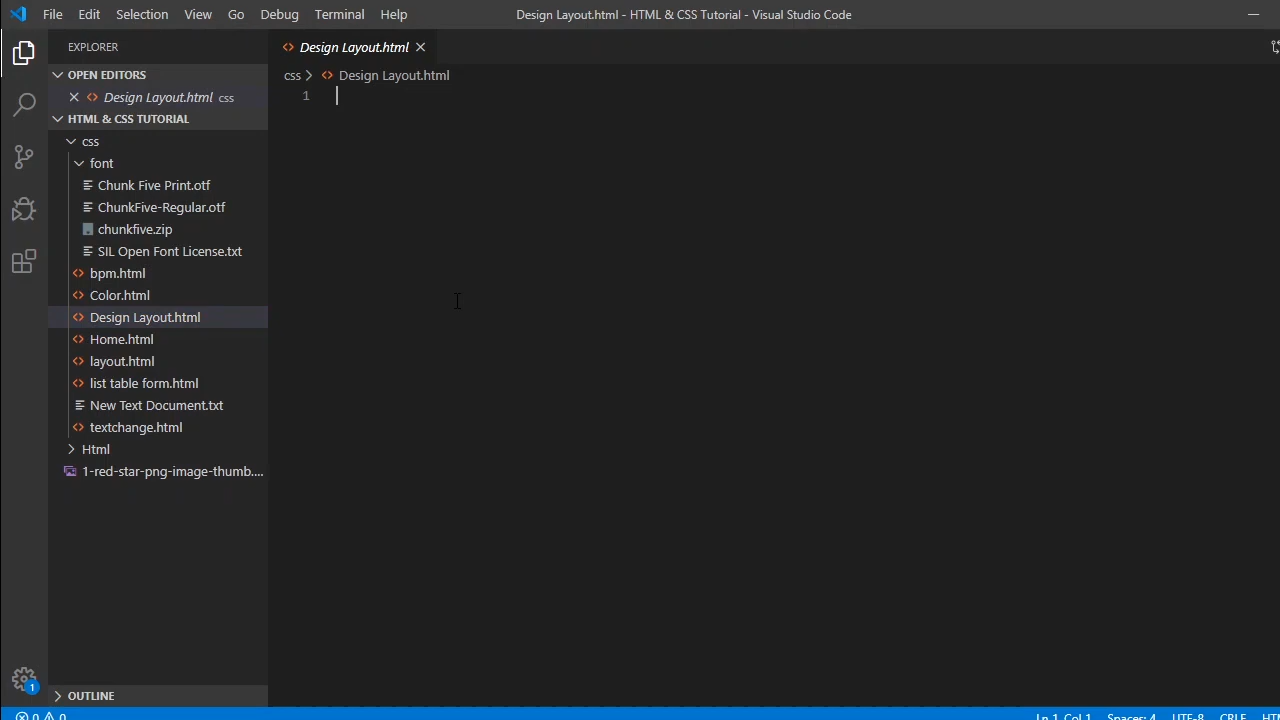 File Edit Selection View Go Debug Terminal Help Design Layout.html - HTML & CSS Tutorial - Visual Studio Code
EXPLORER
Design Layout.html
OPEN EDITORS
Design Layout.html css
HTML & CSS TUTORIAL
css
font
Chunk Five Print.otf
ChunkFive-Regular.otf
chunkfive.zip
SIL Open Font License.txt
bpm.html
Color.html
Design Layout.html
Home.html
layout.html
list table form.html
New Text Document.txt
textchange.html
Html
1-red-star-png-image-thumb....
OUTLINE
css > Design Layout.html
1
1
0 0
Ln 1, Col 1 Spaces: 4 UTF-8 CRLF